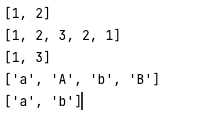 [1, 2]
[1, 2, 3, 2, 1]
[1, 3]
['a', 'A', 'b', 'B']
['a', 'b']